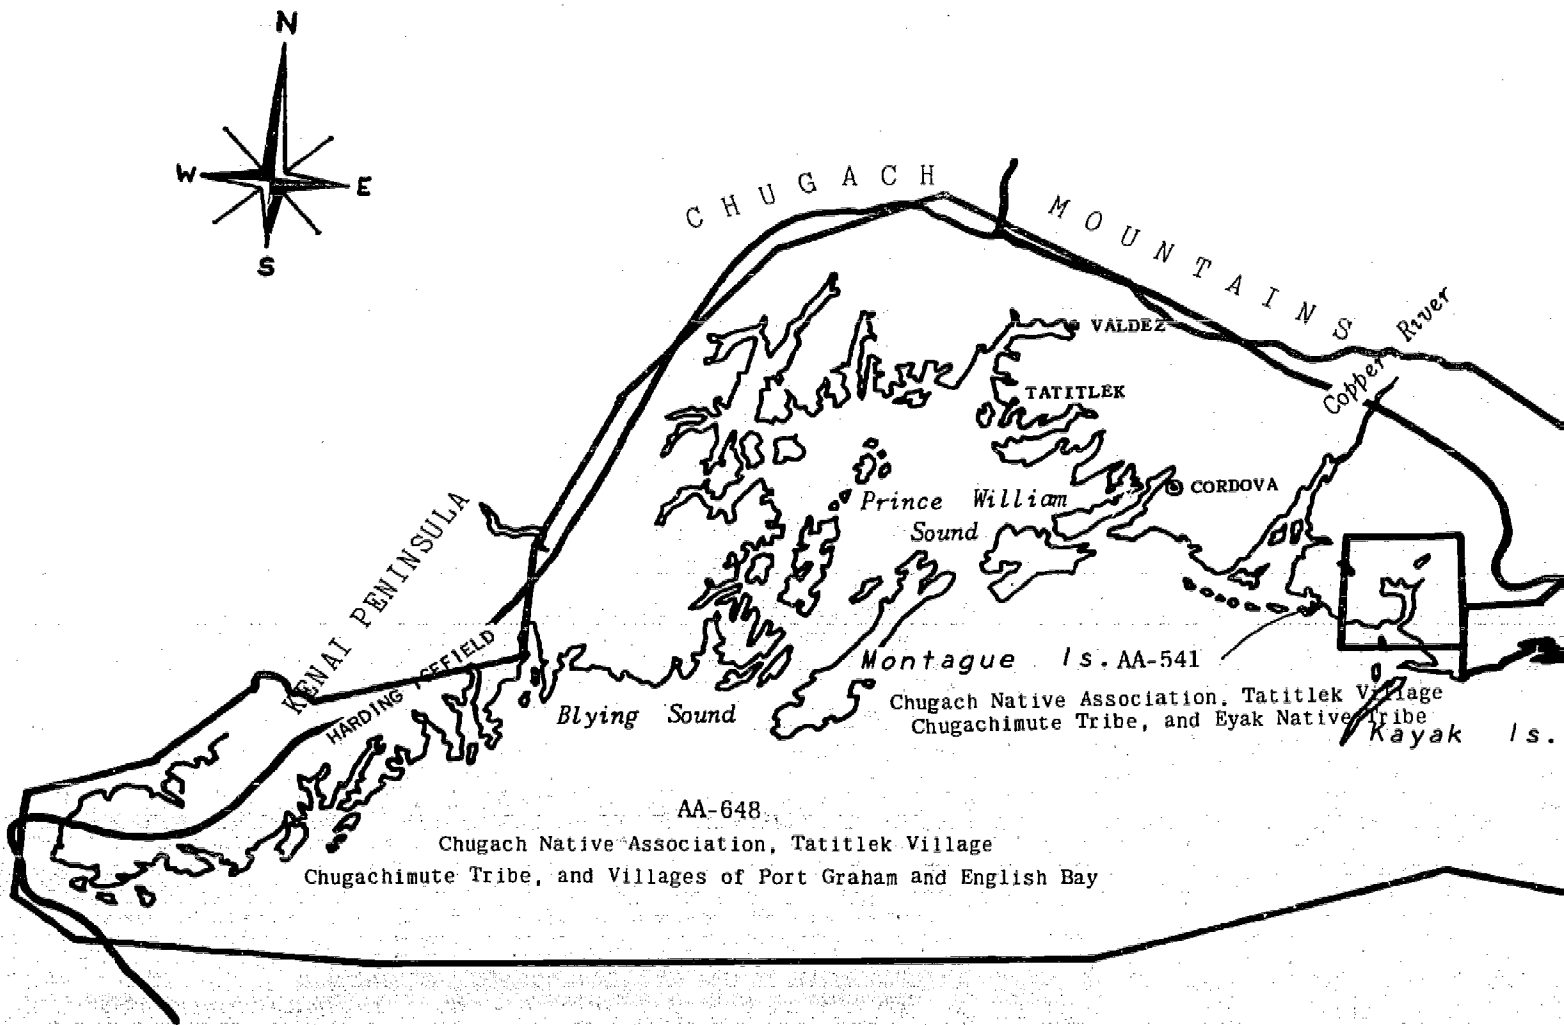 N
W
E
S
CHUGACH MOUNTAINS
Copper River
VALDEZ
TATITLEK
CORDOVA
Prince William
Sound
KENAI PENINSULA
HARDING ICEFIELD
Montague Is. AA-541
Chugach Native Association, Tatitlek Village
Chugachimute Tribe, and Eyak Native Tribe
Kayak Is.
Blying Sound
AA-648
Chugach Native Association, Tatitlek Village
Chugachimute Tribe, and Villages of Port Graham and English Bay